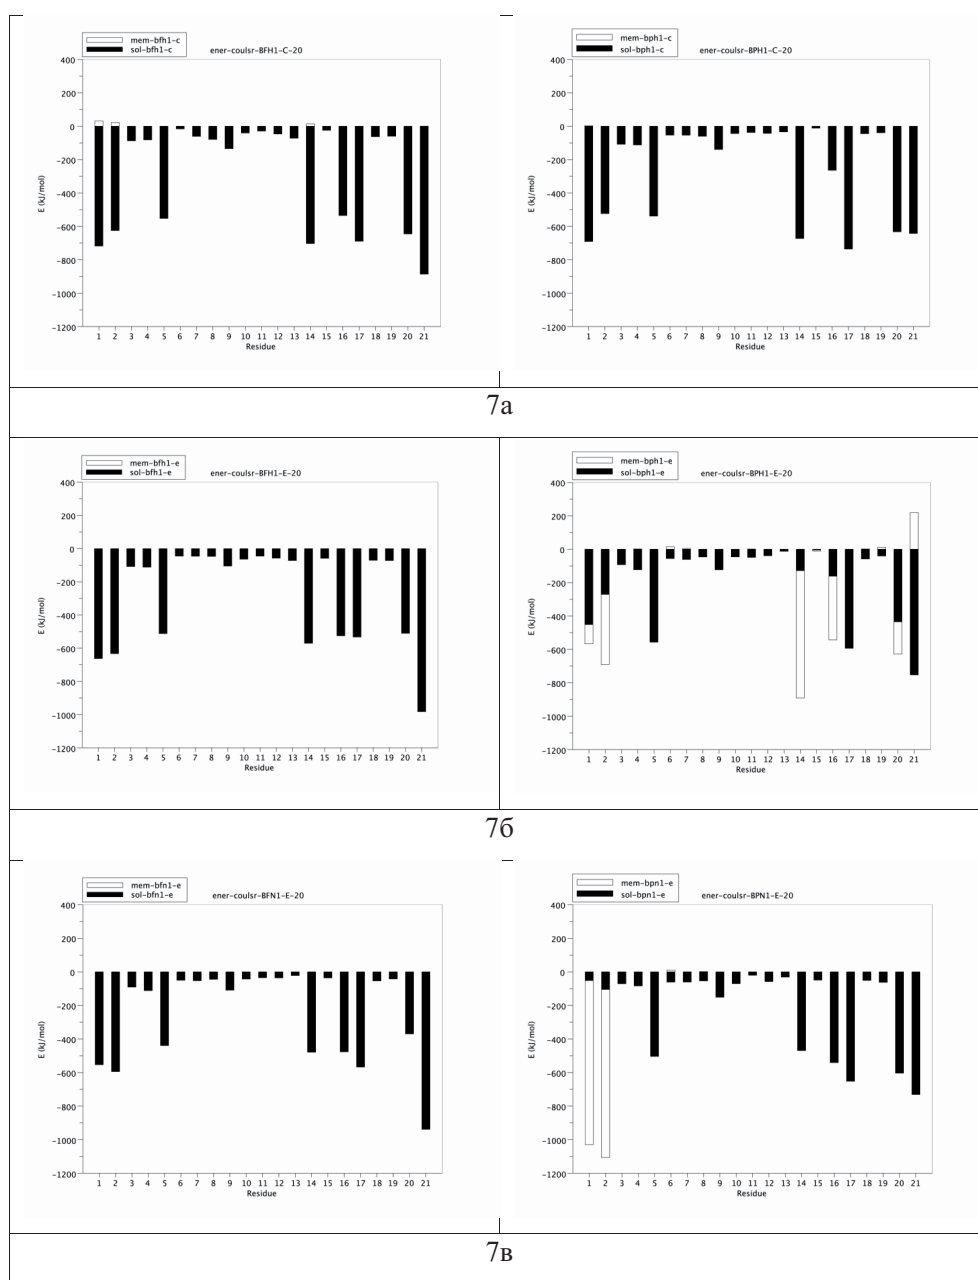 mem-bfh1-c
sol-bfh1-c
ener-coulsr-BFH1-C-20
400
200
0
−200
−400
−600
−800
−1000
−1200
E (kJ/mol)
1 2 3 4 5 6 7 8 9 10 11 12 13 14 15 16 17 18 19 20 21
Residue
mem-bph1-c
sol-bph1-c
ener-coulsr-BPH1-C-20
400
200
0
−200
−400
−600
−800
−1000
−1200
E (kJ/mol)
1 2 3 4 5 6 7 8 9 10 11 12 13 14 15 16 17 18 19 20 21
Residue
7а
mem-bfh1-e
sol-bfh1-e
ener-coulsr-BFH1-E-20
400
200
0
−200
−400
−600
−800
−1000
−1200
E (kJ/mol)
1 2 3 4 5 6 7 8 9 10 11 12 13 14 15 16 17 18 19 20 21
Residue
mem-bph1-e
sol-bph1-e
ener-coulsr-BPH1-E-20
400
200
0
−200
−400
−600
−800
−1000
−1200
E (kJ/mol)
1 2 3 4 5 6 7 8 9 10 11 12 13 14 15 16 17 18 19 20 21
Residue
7б
mem-bfn1-e
sol-bfn1-e
ener-coulsr-BFN1-E-20
400
200
0
−200
−400
−600
−800
−1000
−1200
E (kJ/mol)
1 2 3 4 5 6 7 8 9 10 11 12 13 14 15 16 17 18 19 20 21
Residue
mem-bpn1-e
sol-bpn1-e
ener-coulsr-BPN1-E-20
400
200
0
−200
−400
−600
−800
−1000
−1200
E (kJ/mol)
1 2 3 4 5 6 7 8 9 10 11 12 13 14 15 16 17 18 19 20 21
Residue
7в